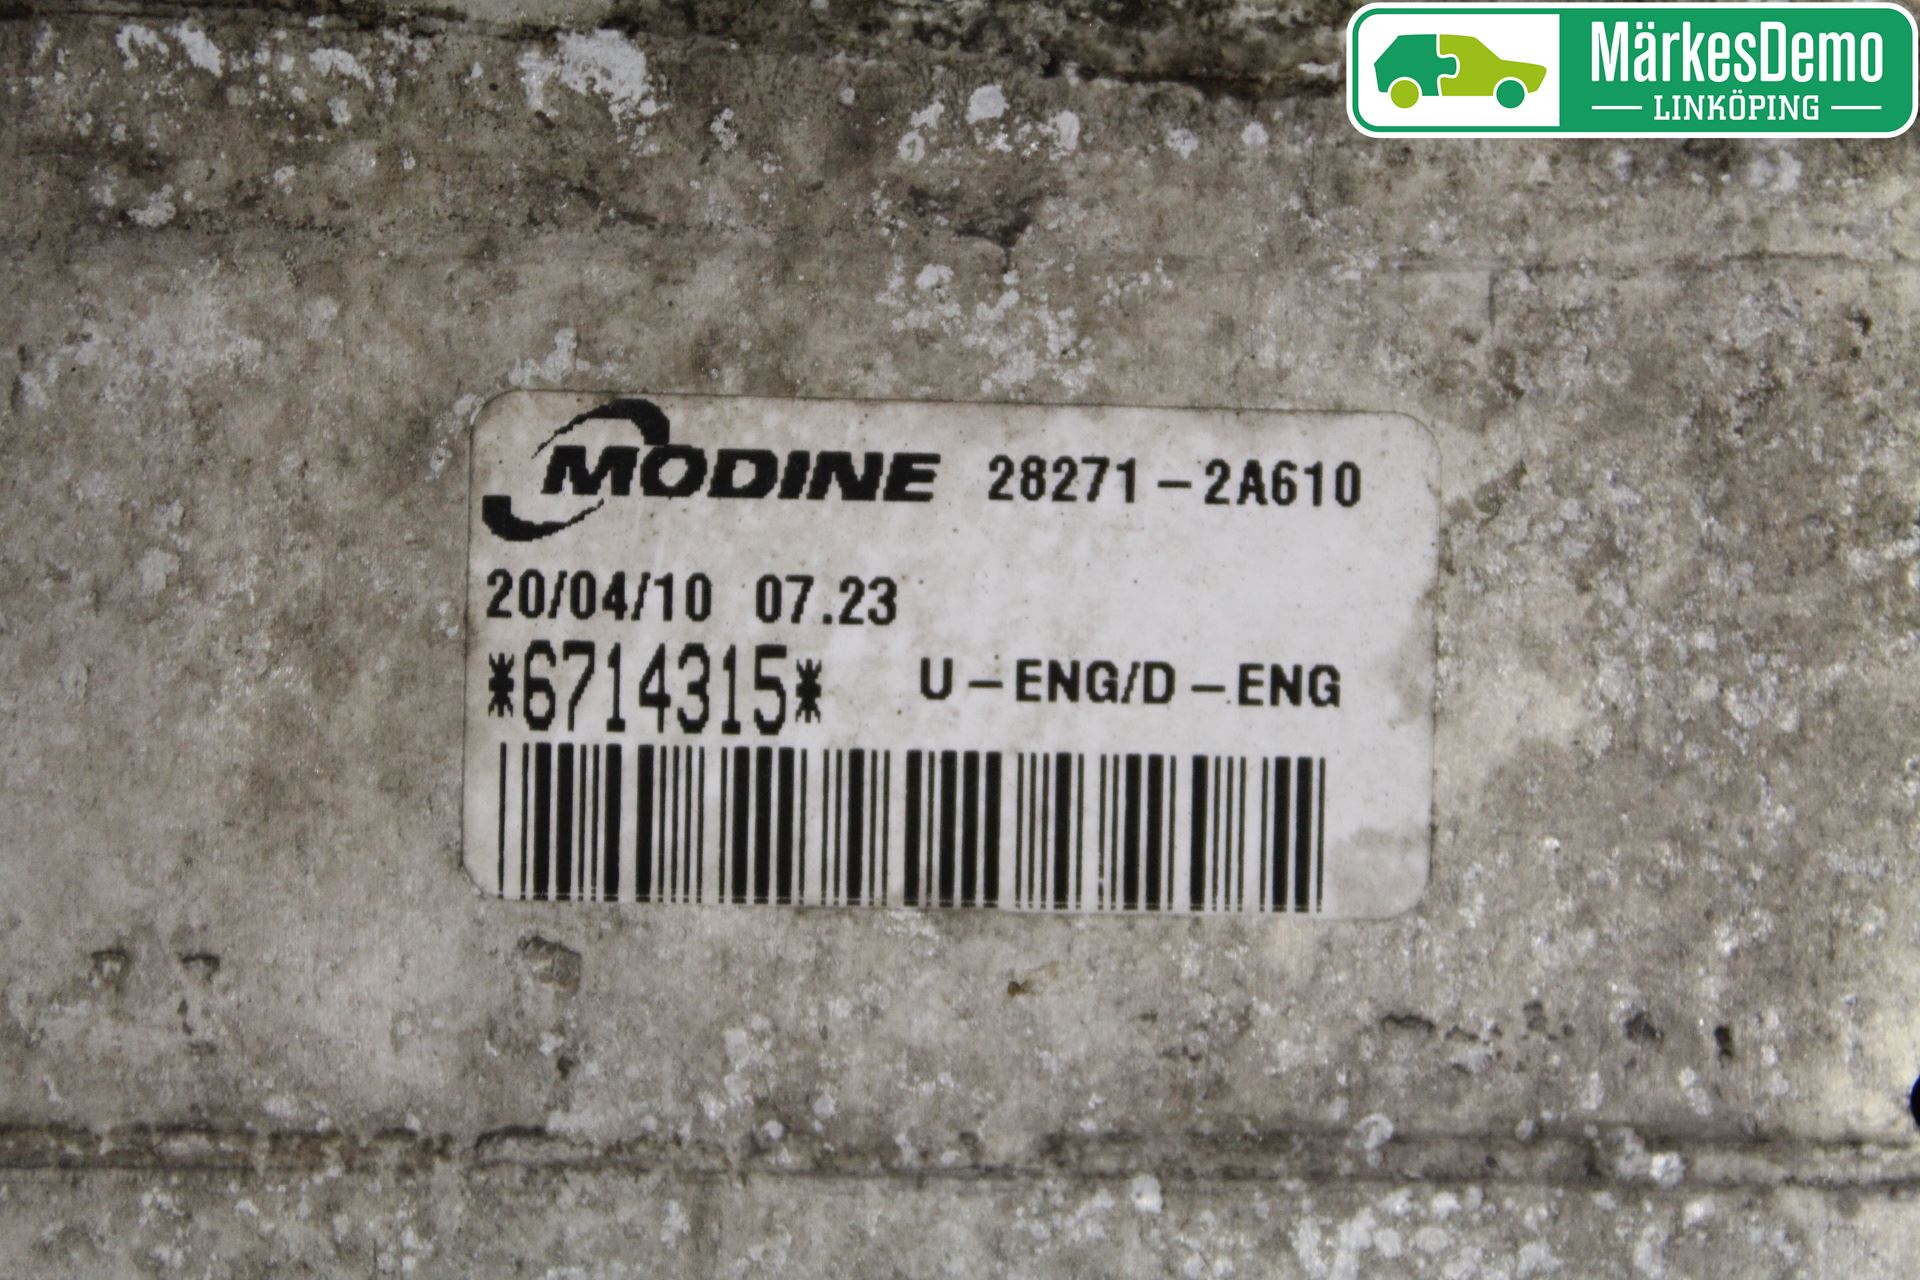 MärkesDemo
LINKÖPING
MODINE 28271-2A610
20/04/10 07.23
*6714315* U-ENG/D-ENG